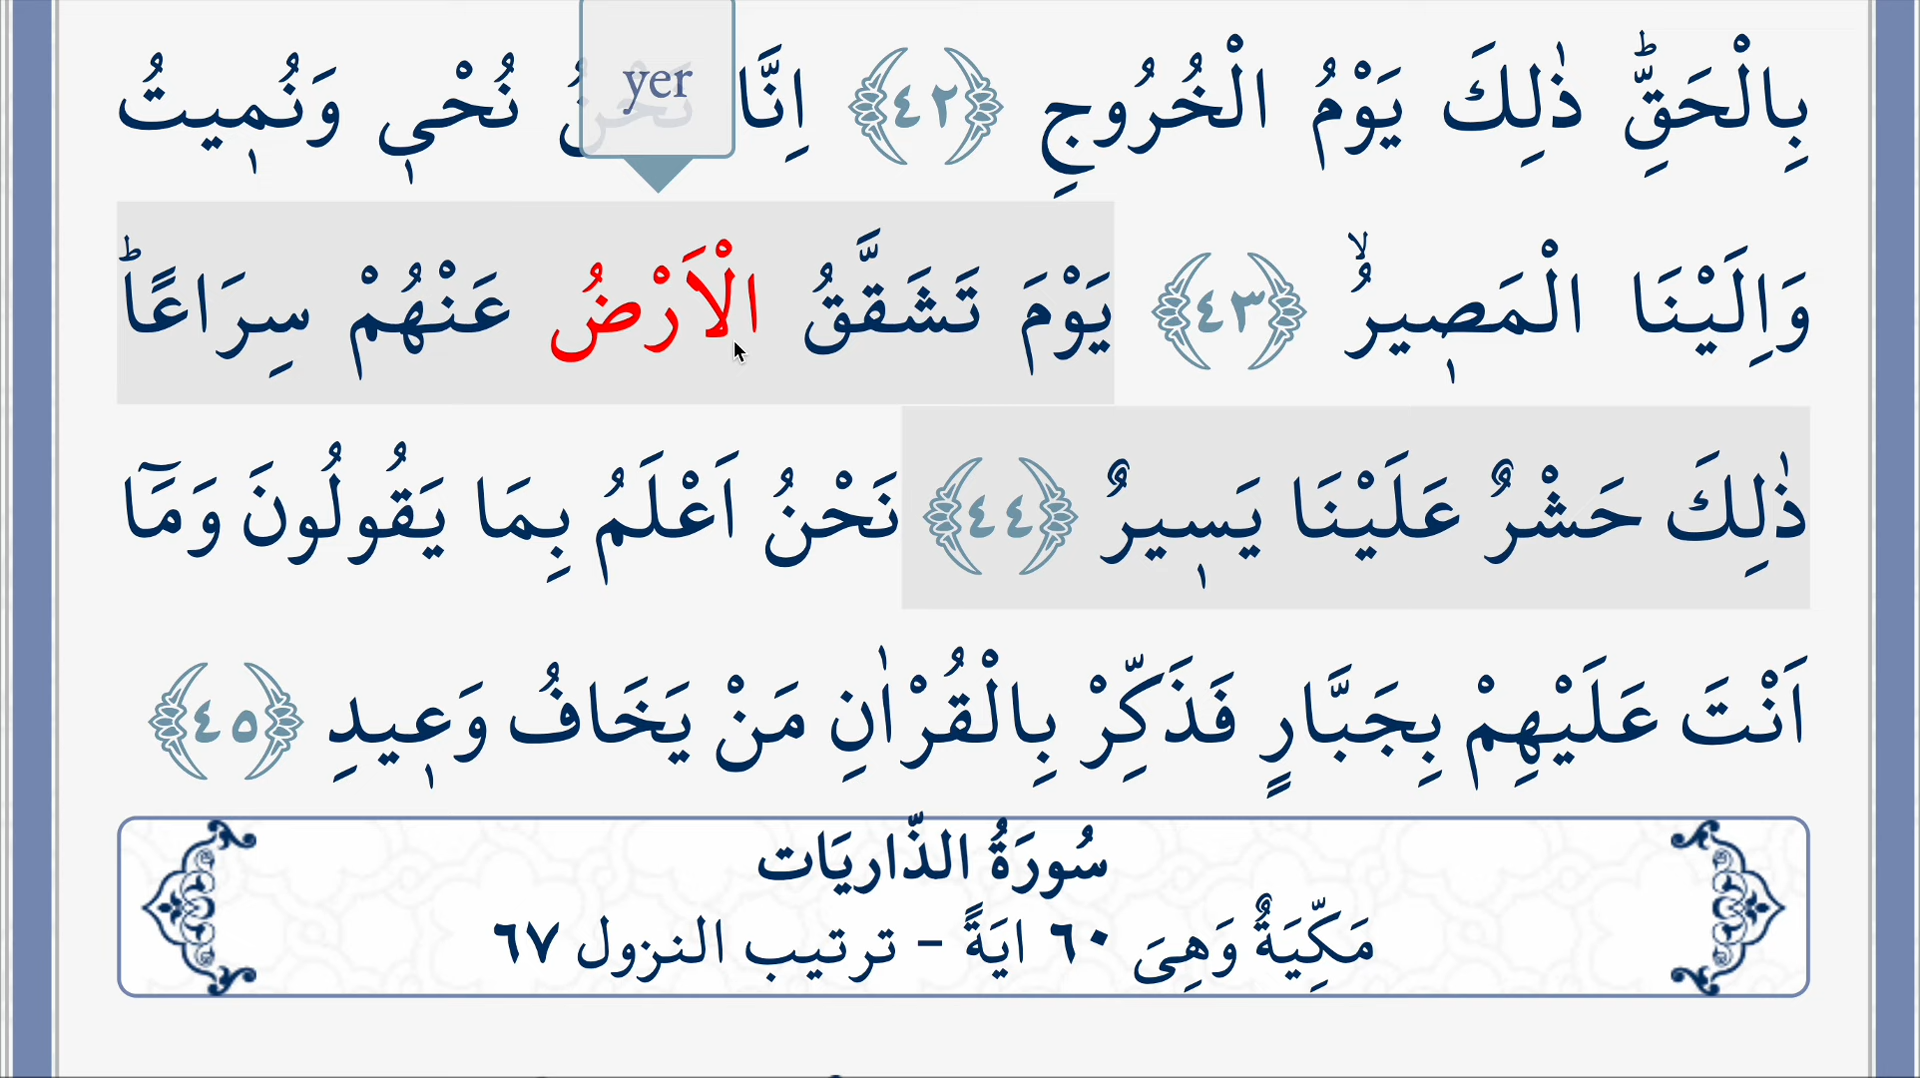 yer
بِالْحَقِّۜ ذٰلِكَ يَوْمُ الْخُرُوجِ ﴿٤٢﴾ اِنَّا نَحْنُ نُحْيٖ وَنُمٖيتُ
وَاِلَيْنَا الْمَصٖيرُۙ ﴿٤٣﴾ يَوْمَ تَشَقَّقُ الْاَرْضُ عَنْهُمْ سِرَاعًاؕ
ذٰلِكَ حَشْرٌ عَلَيْنَا يَسٖيرٌ ﴿٤٤﴾ نَحْنُ اَعْلَمُ بِمَا يَقُولُونَ وَمَٓا
اَنْتَ عَلَيْهِمْ بِجَبَّارٍ فَذَكِّرْ بِالْقُرْاٰنِ مَنْ يَخَافُ وَعٖيدِ ﴿٤٥﴾
سُورَةُ الذّارِيَات
مَكِّيَةٌ وَهِىَ ٦٠ ايَةً - ترتيب النزول ٦٧